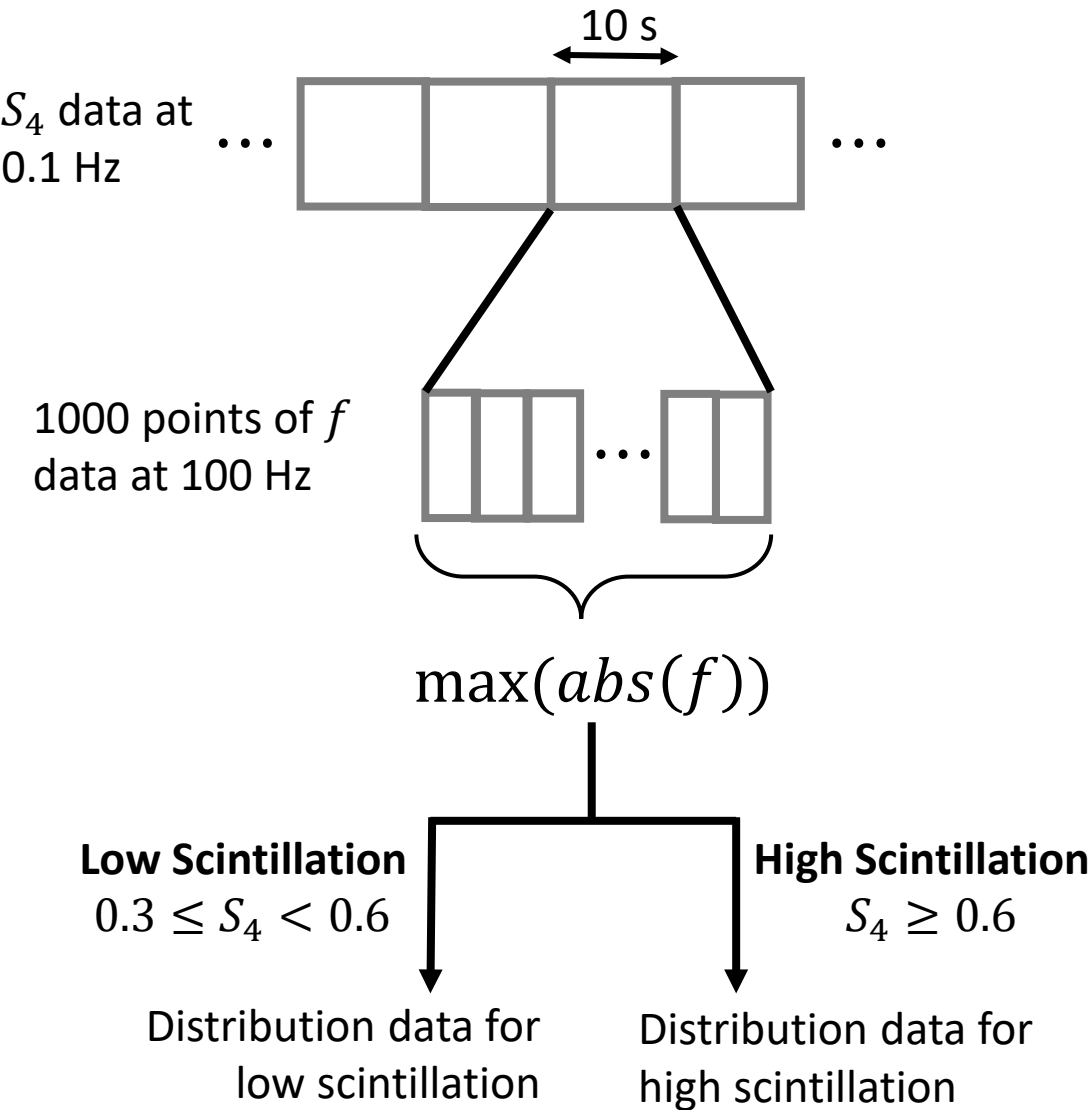 10 s
S₄ data at
0.1 Hz
...
...
1000 points of f
data at 100 Hz
...
max(abs(f))
Low Scintillation
0.3 ≤ S₄ < 0.6
High Scintillation
S₄ ≥ 0.6
Distribution data for
low scintillation
Distribution data for
high scintillation